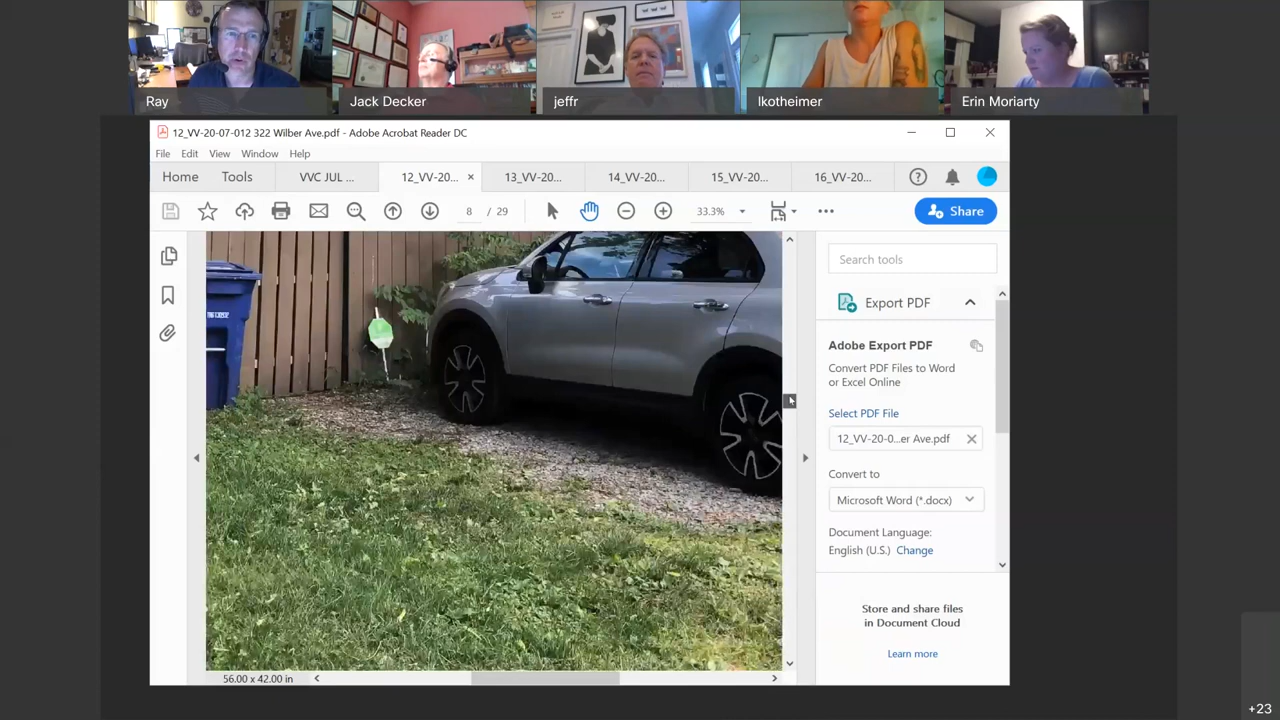 Ray
Jack Decker
jeffr
lkotheimer
Erin Moriarty
12_VV-20-07-012 322 Wilber Ave.pdf - Adobe Acrobat Reader DC
File Edit View Window Help
Home Tools VVC JUL ... 12_VV-20... × 13_VV-20... 14_VV-20... 15_VV-20... 16_VV-20...
8 / 29 33.3% Share
Search tools
Export PDF
Adobe Export PDF
Convert PDF Files to Word
or Excel Online
Select PDF File
12_VV-20-0...er Ave.pdf
Convert to
Microsoft Word (*.docx)
Document Language:
English (U.S.) Change
Store and share files
in Document Cloud
Learn more
56.00 x 42.00 in
+23